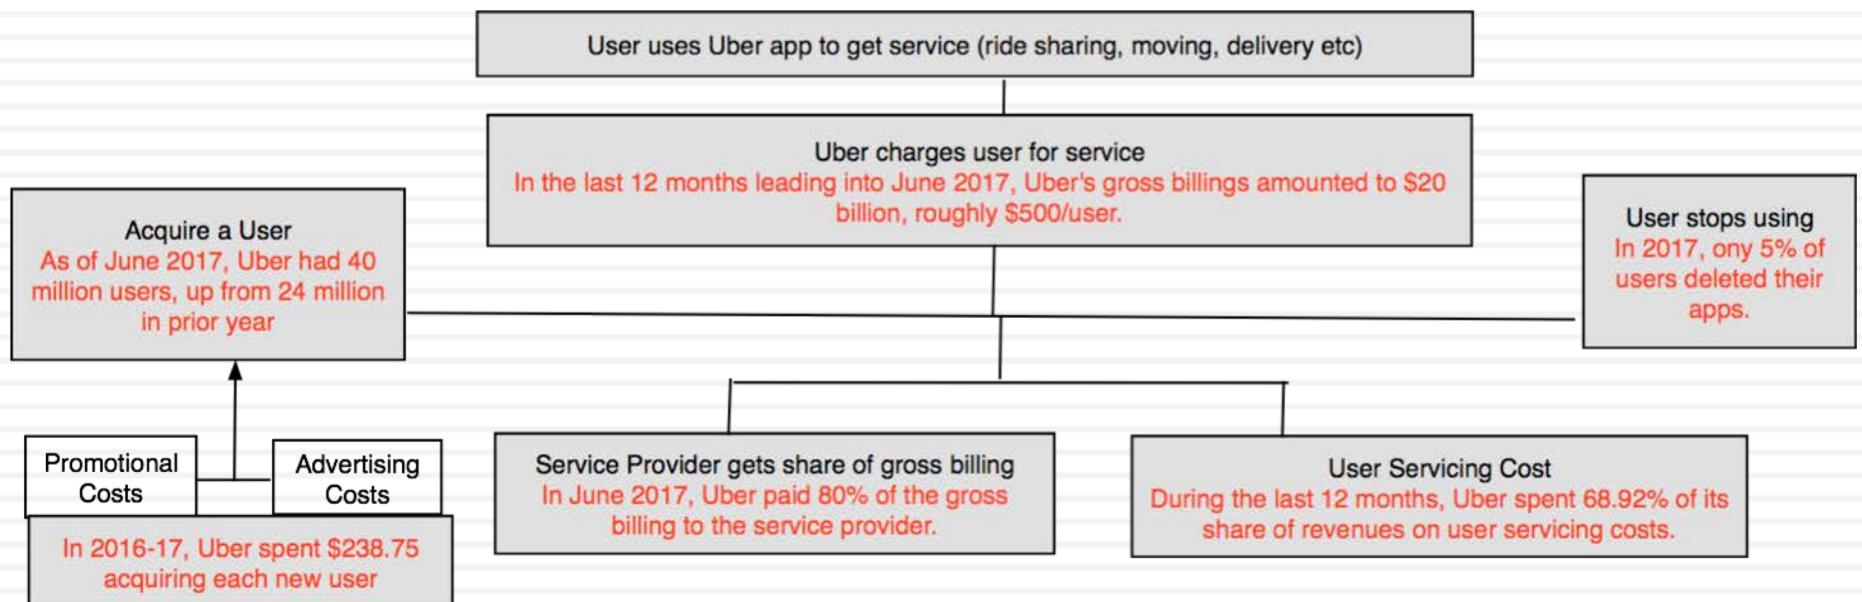 User uses Uber app to get service (ride sharing, moving, delivery etc)
Uber charges user for service
In the last 12 months leading into June 2017, Uber's gross billings amounted to $20
billion, roughly $500/user.
Acquire a User
As of June 2017, Uber had 40
million users, up from 24 million
in prior year
User stops using
In 2017, ony 5% of
users deleted their
apps.
Promotional
Costs
Advertising
Costs
In 2016-17, Uber spent $238.75
acquiring each new user
Service Provider gets share of gross billing
In June 2017, Uber paid 80% of the gross
billing to the service provider.
User Servicing Cost
During the last 12 months, Uber spent 68.92% of its
share of revenues on user servicing costs.